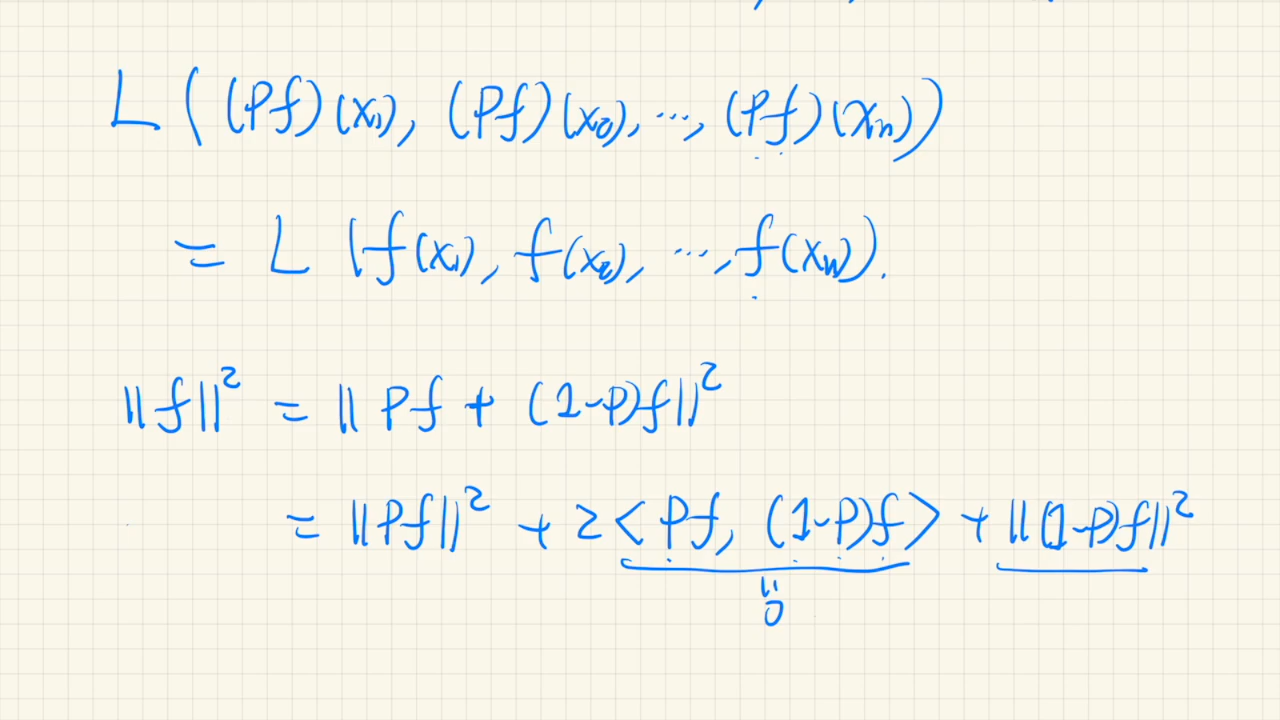 L ( (Pf)(x₁), (Pf)(x₂), ..., (Pf)(xₙ) )
= L (f(x₁), f(x₂), ..., f(xₙ)).
||f||² = || Pf + (1-P)f ||²
= ||Pf||² + 2 < Pf, (1-P)f > + ||(1-P)f||²
||
0